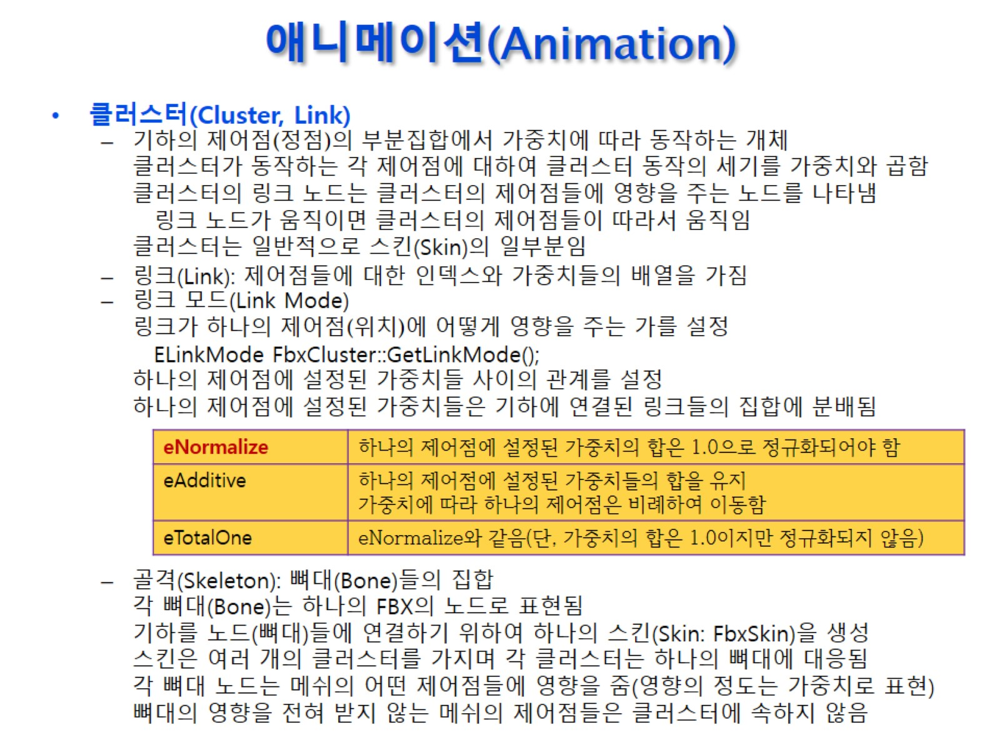 애니메이션(Animation)
• 클러스터(Cluster, Link)
– 기하의 제어점(정점)의 부분집합에서 가중치에 따라 동작하는 개체
클러스터가 동작하는 각 제어점에 대하여 클러스터 동작의 세기를 가중치와 곱함
클러스터의 링크 노드는 클러스터의 제어점들에 영향을 주는 노드를 나타냄
링크 노드가 움직이면 클러스터의 제어점들이 따라서 움직임
클러스터는 일반적으로 스킨(Skin)의 일부분임
– 링크(Link): 제어점들에 대한 인덱스와 가중치들의 배열을 가짐
– 링크 모드(Link Mode)
링크가 하나의 제어점(위치)에 어떻게 영향을 주는 가를 설정
ELinkMode FbxCluster::GetLinkMode();
하나의 제어점에 설정된 가중치들 사이의 관계를 설정
하나의 제어점에 설정된 가중치들은 기하에 연결된 링크들의 집합에 분배됨
eNormalize 하나의 제어점에 설정된 가중치의 합은 1.0으로 정규화되어야 함
eAdditive 하나의 제어점에 설정된 가중치들의 합을 유지
가중치에 따라 하나의 제어점은 비례하여 이동함
eTotalOne eNormalize와 같음(단, 가중치의 합은 1.0이지만 정규화되지 않음)
– 골격(Skeleton): 뼈대(Bone)들의 집합
각 뼈대(Bone)는 하나의 FBX의 노드로 표현됨
기하를 노드(뼈대)들에 연결하기 위하여 하나의 스킨(Skin: FbxSkin)을 생성
스킨은 여러 개의 클러스터를 가지며 각 클러스터는 하나의 뼈대에 대응됨
각 뼈대 노드는 메쉬의 어떤 제어점들에 영향을 줌(영향의 정도는 가중치로 표현)
뼈대의 영향을 전혀 받지 않는 메쉬의 제어점들은 클러스터에 속하지 않음